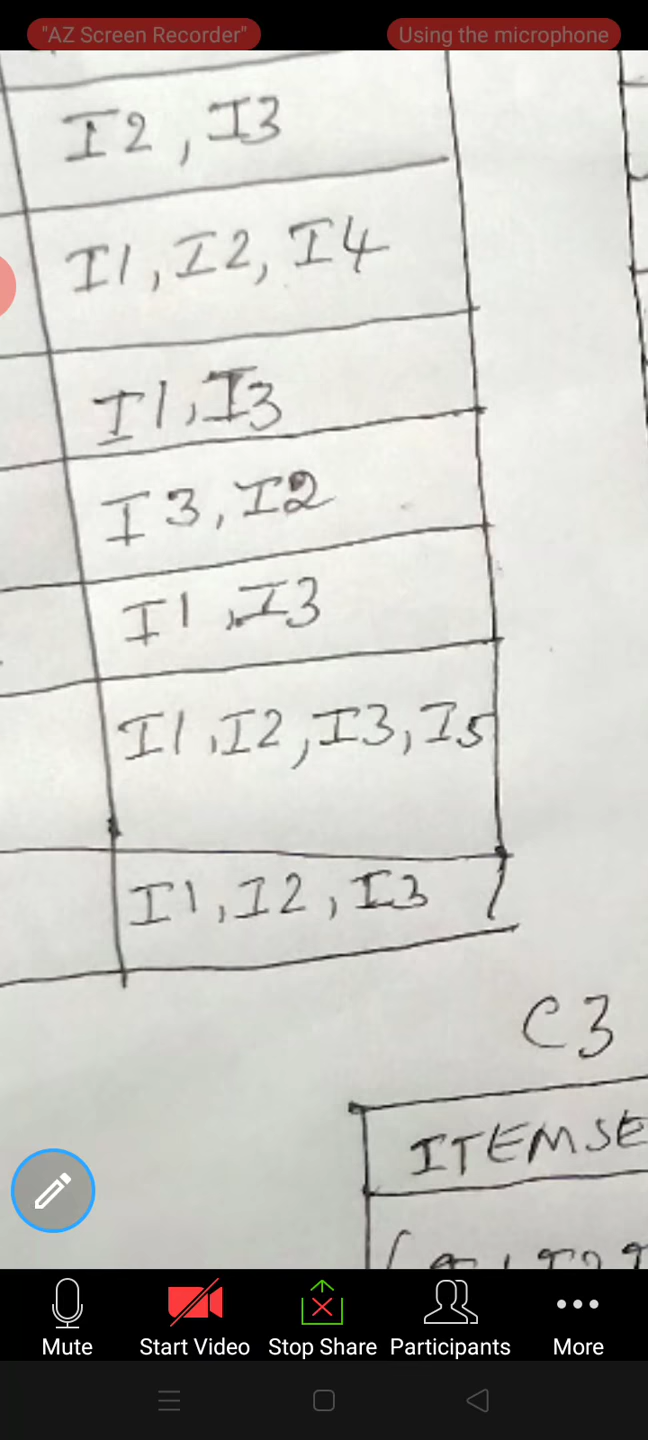 "AZ Screen Recorder" Using the microphone
I2, I3
I1, I2, I4
I1, I3
I3, I2
I1, I3
I1, I2, I3, I5
I1, I2, I3
C3
ITEMSE
Mute Start Video Stop Share Participants More